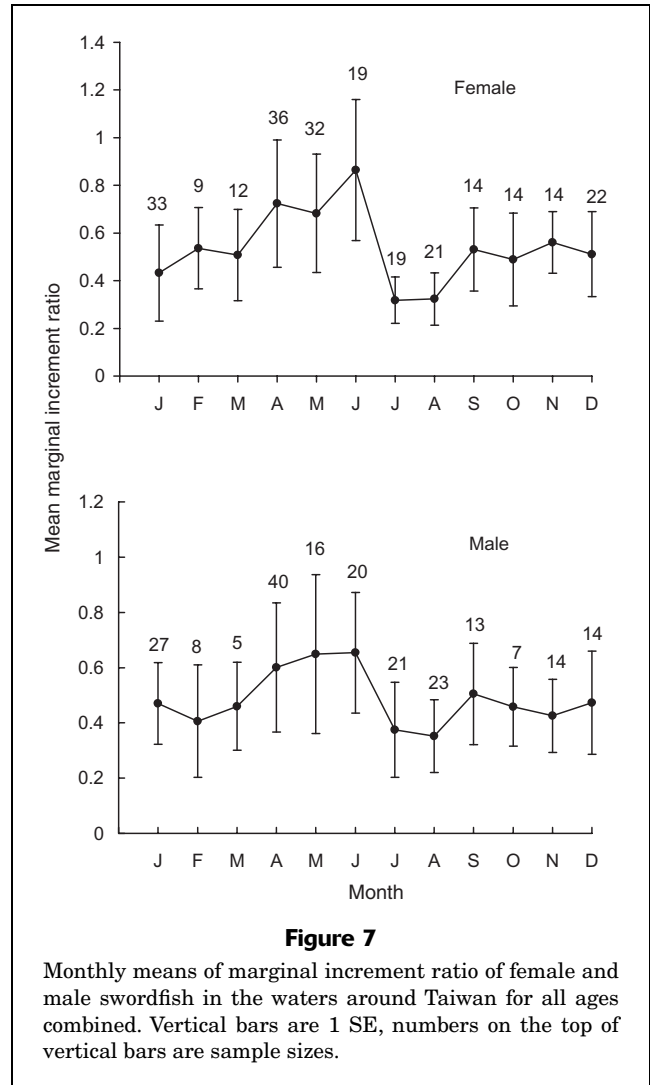 1.4
1.2
1
0.8
0.6
0.4
0.2
0
Female
33 9 12 36 32 19 19 21 14 14 14 22
J F M A M J J A S O N D
Mean marginal increment ratio
1.2
1
0.8
0.6
0.4
0.2
0
Male
27 8 5 40 16 20 21 23 13 7 14 14
J F M A M J J A S O N D
Month
Figure 7
Monthly means of marginal increment ratio of female and
male swordfish in the waters around Taiwan for all ages
combined. Vertical bars are 1 SE, numbers on the top of
vertical bars are sample sizes.